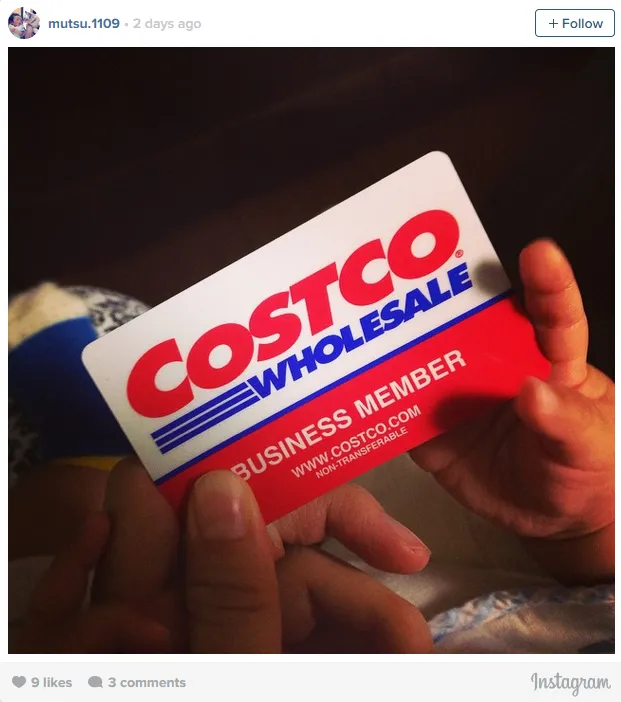 mutsu.1109 • 2 days ago
+ Follow
COSTCO®
WHOLESALE
BUSINESS MEMBER
WWW.COSTCO.COM
NON-TRANSFERABLE
9 likes 3 comments
Instagram